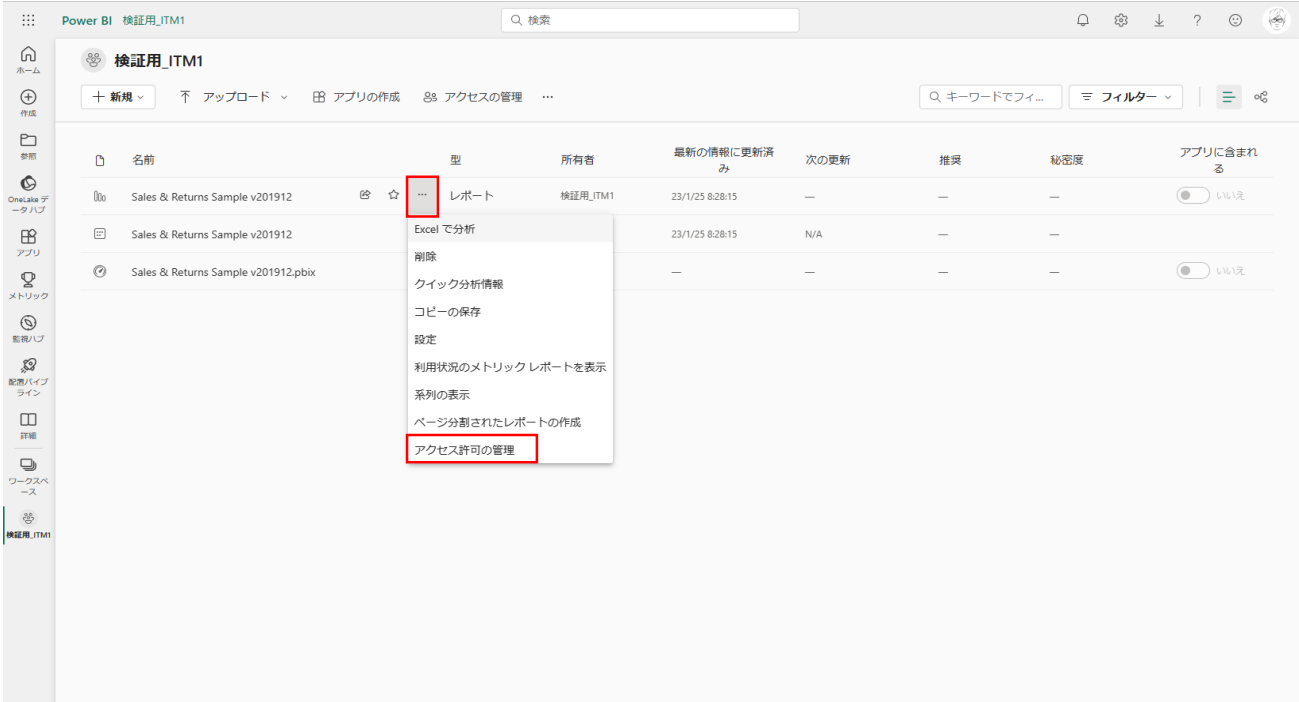 Power BI 検証用_ITM1
検索
ホーム
作成
参照
OneLake デ
ータ ハブ
アプリ
メトリック
監視ハブ
配置パイプ
ライン
詳細
ワークスペ
ース
検証用_ITM1
検証用_ITM1
新規 アップロード アプリの作成 アクセスの管理 …
キーワードでフィ... フィルター
名前 型 所有者 最新の情報に更新済
み 次の更新 推奨 秘密度 アプリに含まれ
る
Sales & Returns Sample v201912 … レポート 検証用_ITM1 23/1/25 8:28:15 — — — いいえ
Sales & Returns Sample v201912 23/1/25 8:28:15 N/A — —
Sales & Returns Sample v201912.pbix — — — — いいえ
Excel で分析
削除
クイック分析情報
コピーの保存
設定
利用状況のメトリック レポートを表示
系列の表示
ページ分割されたレポートの作成
アクセス許可の管理